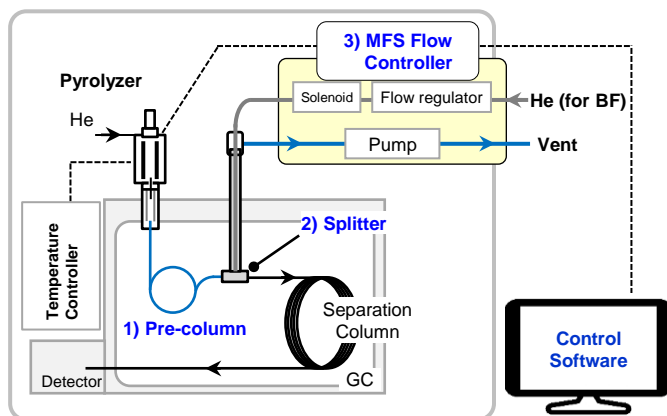 3) MFS Flow
Controller
Pyrolyzer
He
Solenoid
Flow regulator
He (for BF)
Pump
Vent
Temperature
Controller
2) Splitter
1) Pre-column
Separation
Column
Detector
GC
Control
Software